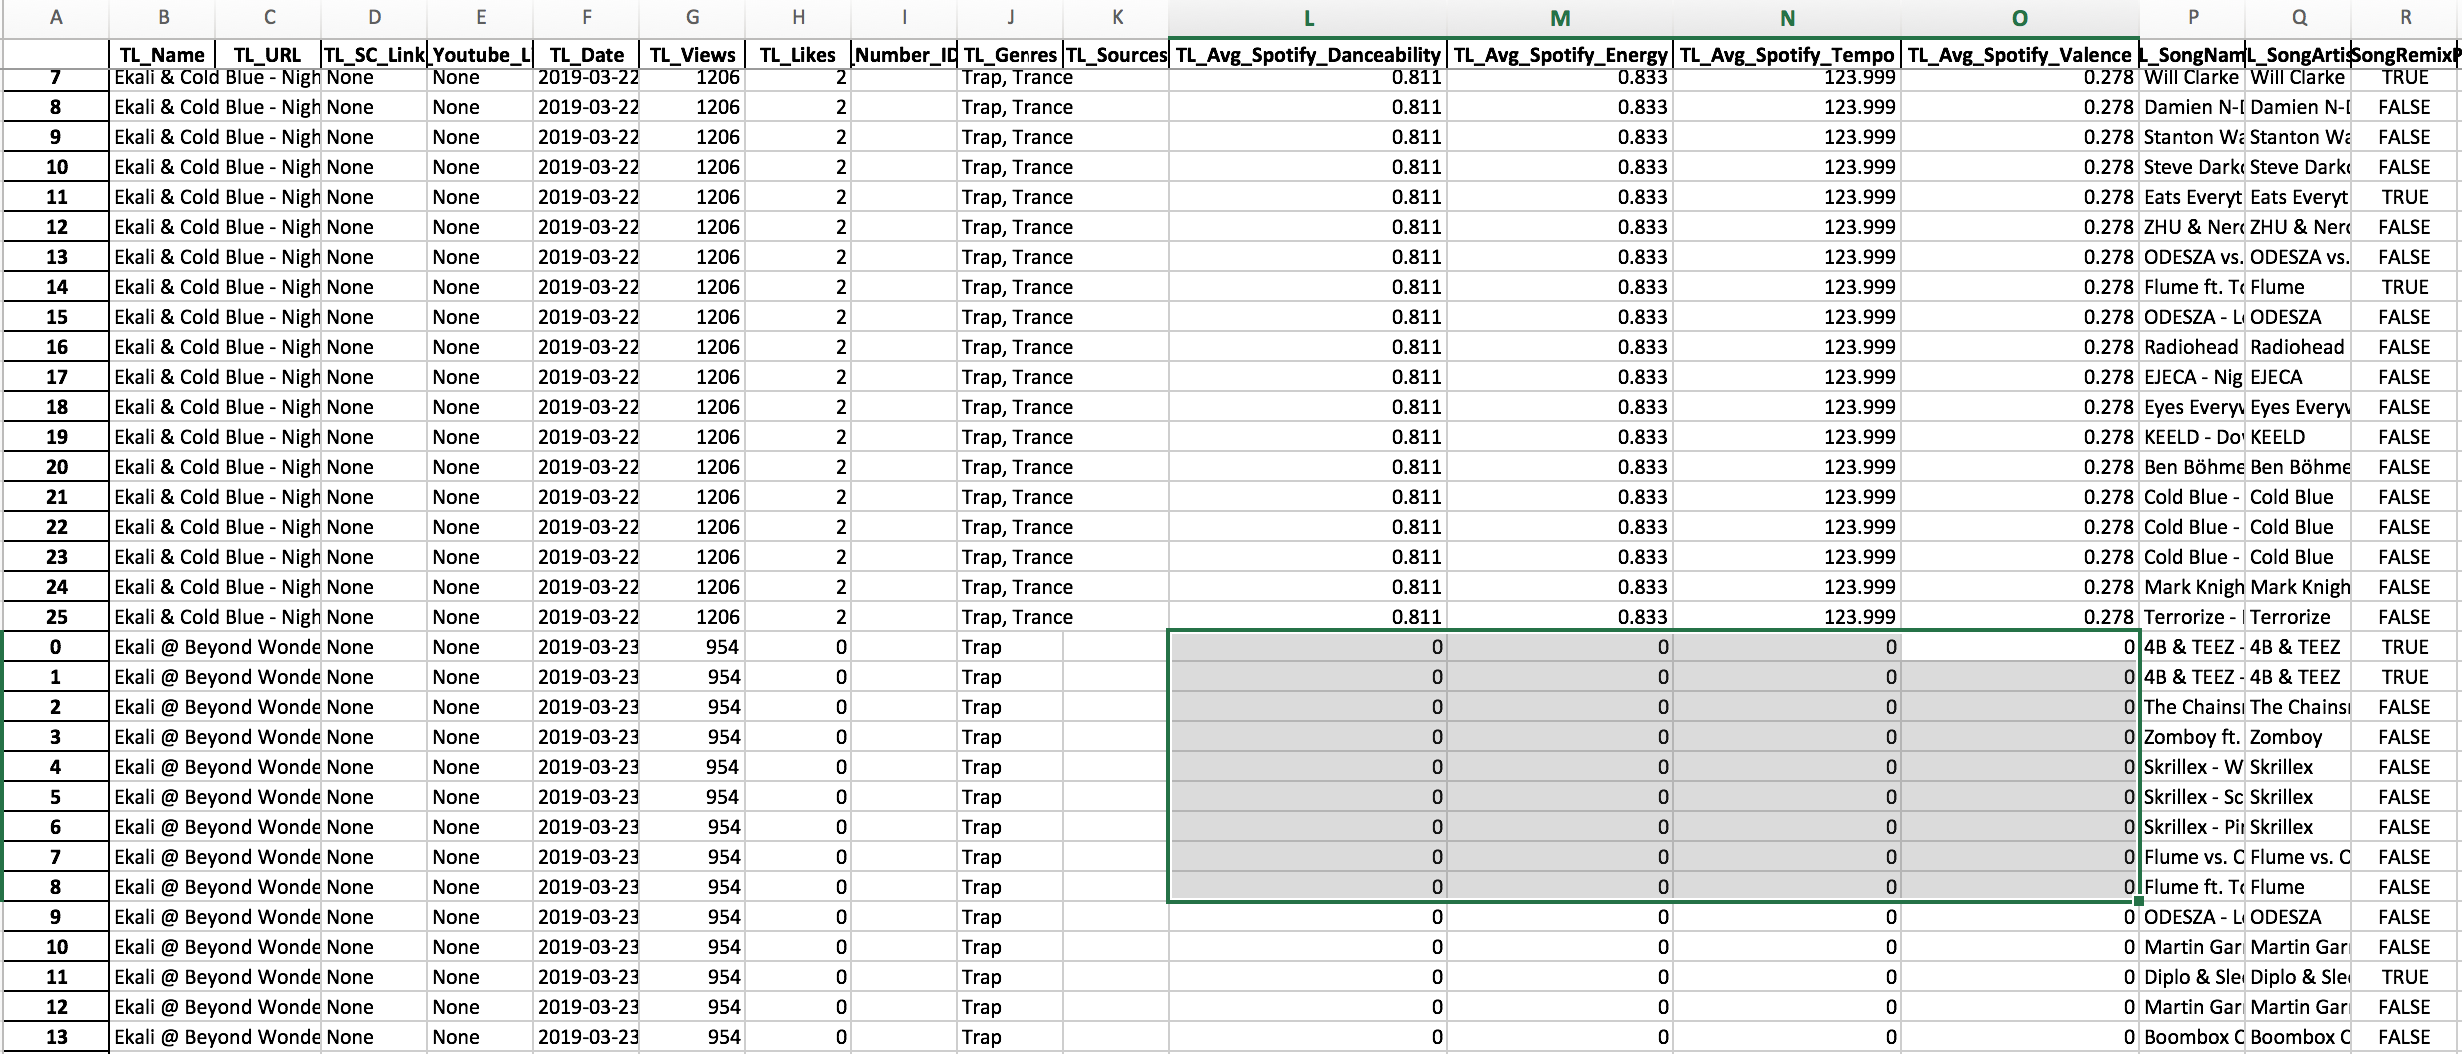 A B C D E F G H I J K L M N O P Q R
TL_Name TL_URL TL_SC_Link Youtube_L TL_Date TL_Views TL_Likes Number_ID TL_Genres TL_Sources TL_Avg_Spotify_Danceability TL_Avg_Spotify_Energy TL_Avg_Spotify_Tempo TL_Avg_Spotify_Valence L_SongNam L_SongArtis SongRemix
7 Ekali & Cold Blue - Nigh None None 2019-03-22 1206 2 Trap, Trance 0.811 0.833 123.999 0.278 Will Clarke Will Clarke TRUE
8 Ekali & Cold Blue - Nigh None None 2019-03-22 1206 2 Trap, Trance 0.811 0.833 123.999 0.278 Damien N-D Damien N-D FALSE
9 Ekali & Cold Blue - Nigh None None 2019-03-22 1206 2 Trap, Trance 0.811 0.833 123.999 0.278 Stanton Wa Stanton Wa FALSE
10 Ekali & Cold Blue - Nigh None None 2019-03-22 1206 2 Trap, Trance 0.811 0.833 123.999 0.278 Steve Darko Steve Darko FALSE
11 Ekali & Cold Blue - Nigh None None 2019-03-22 1206 2 Trap, Trance 0.811 0.833 123.999 0.278 Eats Everyt Eats Everyt TRUE
12 Ekali & Cold Blue - Nigh None None 2019-03-22 1206 2 Trap, Trance 0.811 0.833 123.999 0.278 ZHU & Nero ZHU & Nero FALSE
13 Ekali & Cold Blue - Nigh None None 2019-03-22 1206 2 Trap, Trance 0.811 0.833 123.999 0.278 ODESZA vs. ODESZA vs. FALSE
14 Ekali & Cold Blue - Nigh None None 2019-03-22 1206 2 Trap, Trance 0.811 0.833 123.999 0.278 Flume ft. To Flume TRUE
15 Ekali & Cold Blue - Nigh None None 2019-03-22 1206 2 Trap, Trance 0.811 0.833 123.999 0.278 ODESZA - L ODESZA FALSE
16 Ekali & Cold Blue - Nigh None None 2019-03-22 1206 2 Trap, Trance 0.811 0.833 123.999 0.278 Radiohead Radiohead FALSE
17 Ekali & Cold Blue - Nigh None None 2019-03-22 1206 2 Trap, Trance 0.811 0.833 123.999 0.278 EJECA - Nig EJECA FALSE
18 Ekali & Cold Blue - Nigh None None 2019-03-22 1206 2 Trap, Trance 0.811 0.833 123.999 0.278 Eyes Everyw Eyes Everyw FALSE
19 Ekali & Cold Blue - Nigh None None 2019-03-22 1206 2 Trap, Trance 0.811 0.833 123.999 0.278 KEELD - Dow KEELD FALSE
20 Ekali & Cold Blue - Nigh None None 2019-03-22 1206 2 Trap, Trance 0.811 0.833 123.999 0.278 Ben Böhme Ben Böhme FALSE
21 Ekali & Cold Blue - Nigh None None 2019-03-22 1206 2 Trap, Trance 0.811 0.833 123.999 0.278 Cold Blue - Cold Blue FALSE
22 Ekali & Cold Blue - Nigh None None 2019-03-22 1206 2 Trap, Trance 0.811 0.833 123.999 0.278 Cold Blue - Cold Blue FALSE
23 Ekali & Cold Blue - Nigh None None 2019-03-22 1206 2 Trap, Trance 0.811 0.833 123.999 0.278 Cold Blue - Cold Blue FALSE
24 Ekali & Cold Blue - Nigh None None 2019-03-22 1206 2 Trap, Trance 0.811 0.833 123.999 0.278 Mark Knigh Mark Knigh FALSE
25 Ekali & Cold Blue - Nigh None None 2019-03-22 1206 2 Trap, Trance 0.811 0.833 123.999 0.278 Terrorize - Terrorize FALSE
0 Ekali @ Beyond Wonde None None 2019-03-23 954 0 Trap 0 0 0 0 4B & TEEZ - 4B & TEEZ TRUE
1 Ekali @ Beyond Wonde None None 2019-03-23 954 0 Trap 0 0 0 0 4B & TEEZ - 4B & TEEZ TRUE
2 Ekali @ Beyond Wonde None None 2019-03-23 954 0 Trap 0 0 0 0 The Chains The Chains FALSE
3 Ekali @ Beyond Wonde None None 2019-03-23 954 0 Trap 0 0 0 0 Zomboy ft. Zomboy FALSE
4 Ekali @ Beyond Wonde None None 2019-03-23 954 0 Trap 0 0 0 0 Skrillex - W Skrillex FALSE
5 Ekali @ Beyond Wonde None None 2019-03-23 954 0 Trap 0 0 0 0 Skrillex - Sc Skrillex FALSE
6 Ekali @ Beyond Wonde None None 2019-03-23 954 0 Trap 0 0 0 0 Skrillex - Pi Skrillex FALSE
7 Ekali @ Beyond Wonde None None 2019-03-23 954 0 Trap 0 0 0 0 Flume vs. C Flume vs. C FALSE
8 Ekali @ Beyond Wonde None None 2019-03-23 954 0 Trap 0 0 0 0 Flume ft. To Flume FALSE
9 Ekali @ Beyond Wonde None None 2019-03-23 954 0 Trap 0 0 0 0 ODESZA - L ODESZA FALSE
10 Ekali @ Beyond Wonde None None 2019-03-23 954 0 Trap 0 0 0 0 Martin Gar Martin Gar FALSE
11 Ekali @ Beyond Wonde None None 2019-03-23 954 0 Trap 0 0 0 0 Diplo & Sle Diplo & Sle TRUE
12 Ekali @ Beyond Wonde None None 2019-03-23 954 0 Trap 0 0 0 0 Martin Gar Martin Gar FALSE
13 Ekali @ Beyond Wonde None None 2019-03-23 954 0 Trap 0 0 0 0 Boombox C Boombox C FALSE